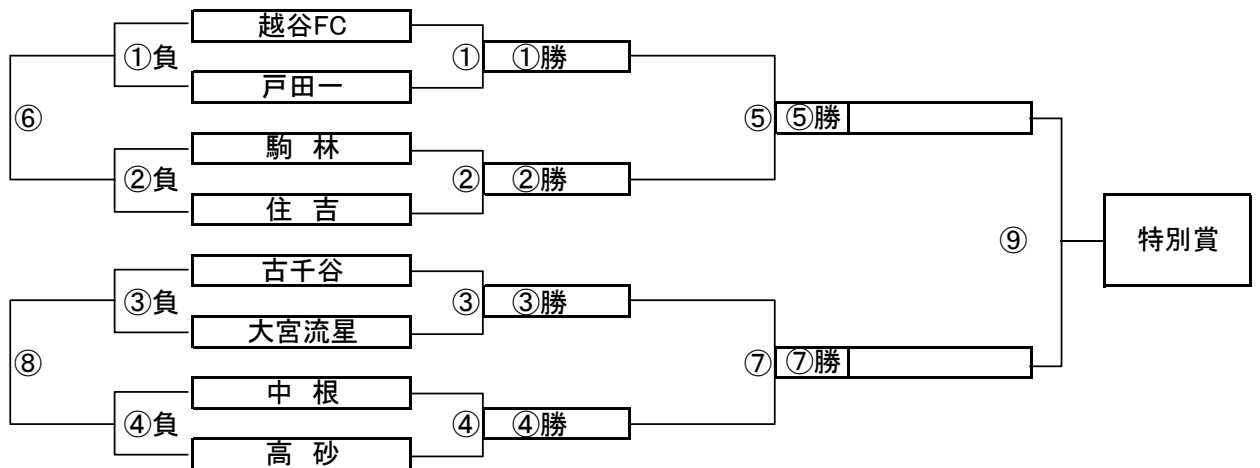 越谷FC
①負 ① ①勝
戸田一
⑥ ⑤ ⑤勝
駒 林
②負 ② ②勝
住 吉
⑨ 特別賞
古千谷
③負 ③ ③勝
大宮流星
⑧ ⑦ ⑦勝
中 根
④負 ④ ④勝
高 砂